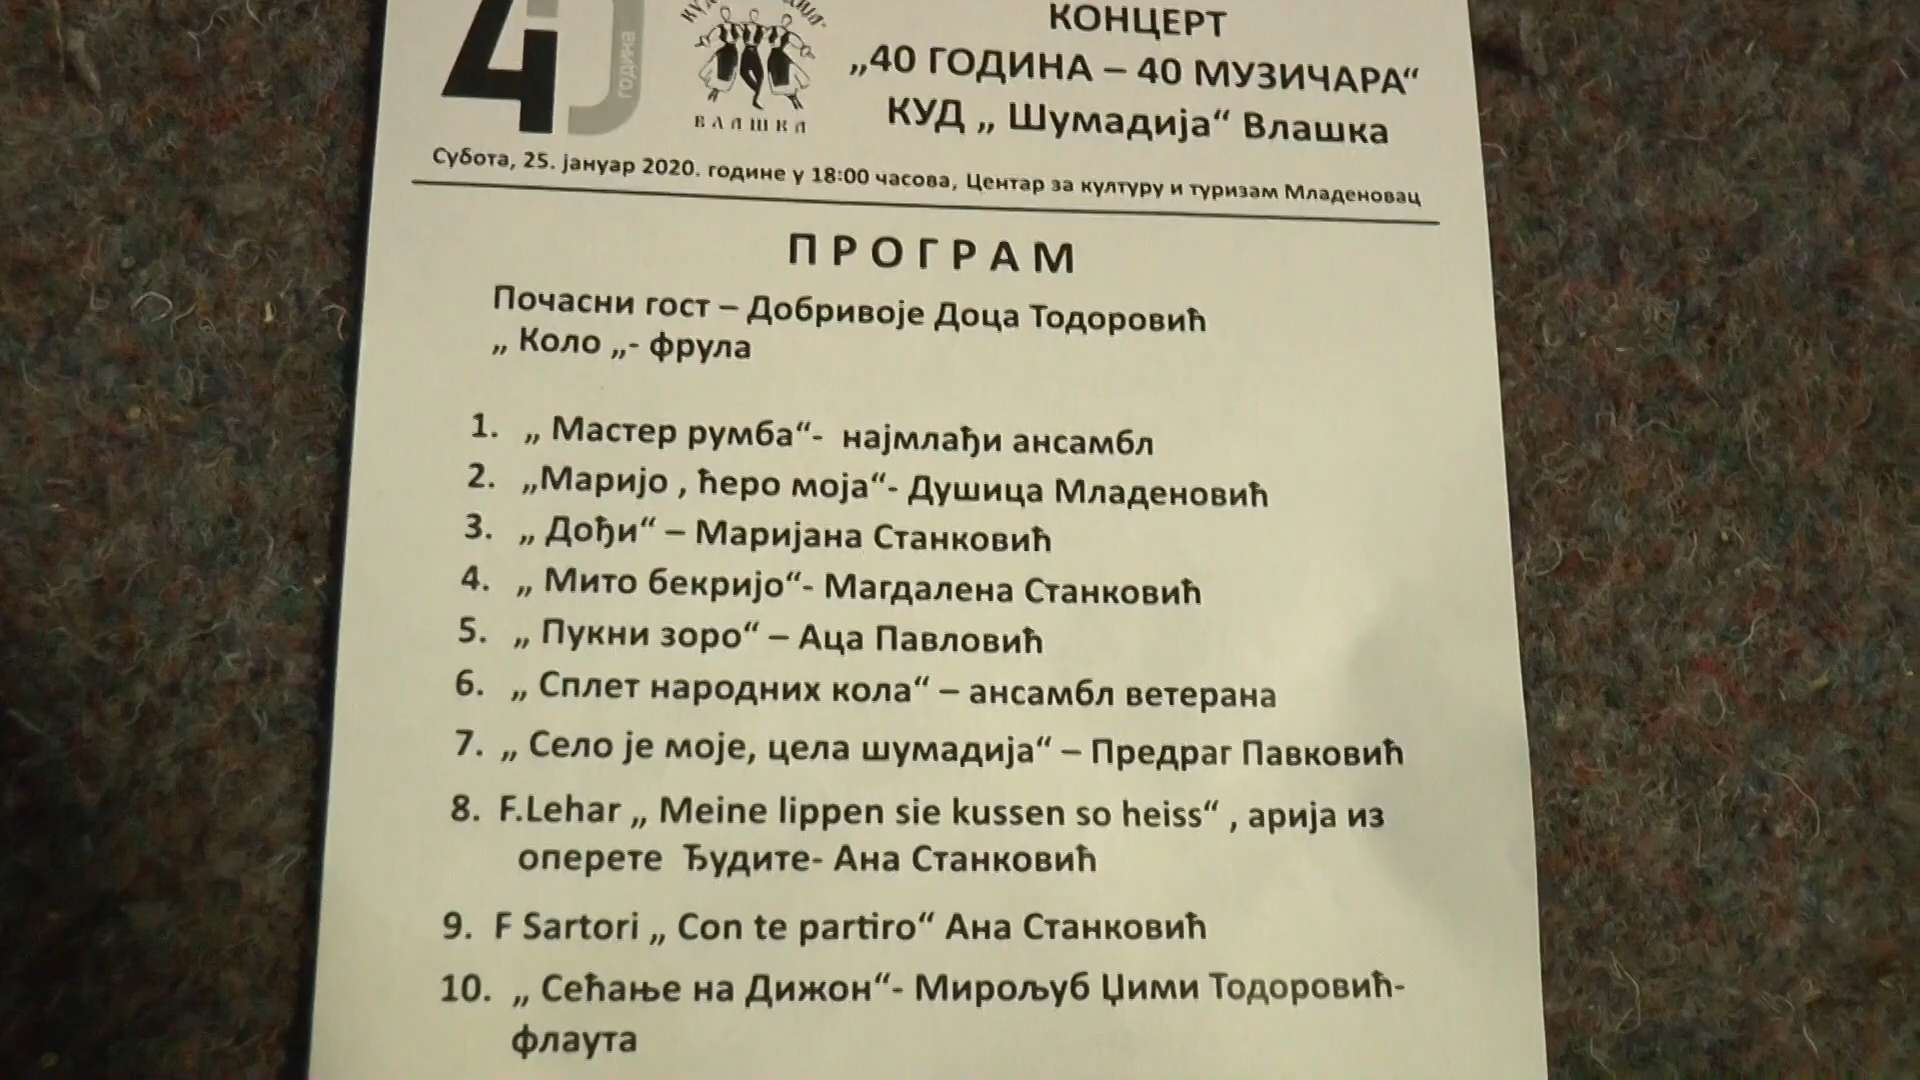 40
година
ВЛАШКА
КОНЦЕРТ
„40 ГОДИНА – 40 МУЗИЧАРА“
КУД „ Шумадија“ Влашка
Субота, 25. јануар 2020. године у 18:00 часова, Центар за културу и туризам Младеновац
ПРОГРАМ
Почасни гост – Добривоје Доца Тодоровић
„ Коло „- фрула
1. „ Мастер румба“- најмлађи ансамбл
2. „Маријо , ћеро моја“- Душица Младеновић
3. „ Дођи“ – Маријана Станковић
4. „ Мито бекријо“- Магдалена Станковић
5. „ Пукни зоро“ – Аца Павловић
6. „ Сплет народних кола“ – ансамбл ветерана
7. „ Село је моје, цела шумадија“ – Предраг Павковић
8. F.Lehar „ Meine lippen sie kussen so heiss“ , арија из
оперете Ђудите- Ана Станковић
9. F Sartori „ Con te partiro“ Ана Станковић
10. „ Сећање на Дижон“- Мирољуб Џими Тодоровић-
флаута